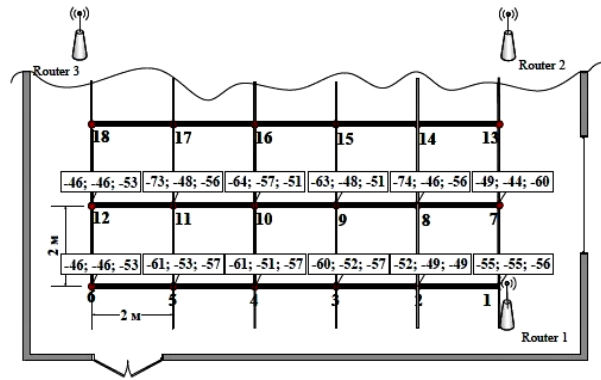 Router 3
Router 2
18 17 16 15 14 13
-46; -46; -53 -73; -48; -56 -64; -57; -51 -63; -48; -51 -74; -46; -56 -49; -44; -60
12 11 10 9 8 7
2 м
-46; -46; -53 -61; -53; -57 -61; -51; -57 -60; -52; -57 -52; -49; -49 -55; -55; -56
6 5 4 3 2 1
2 м
Router 1